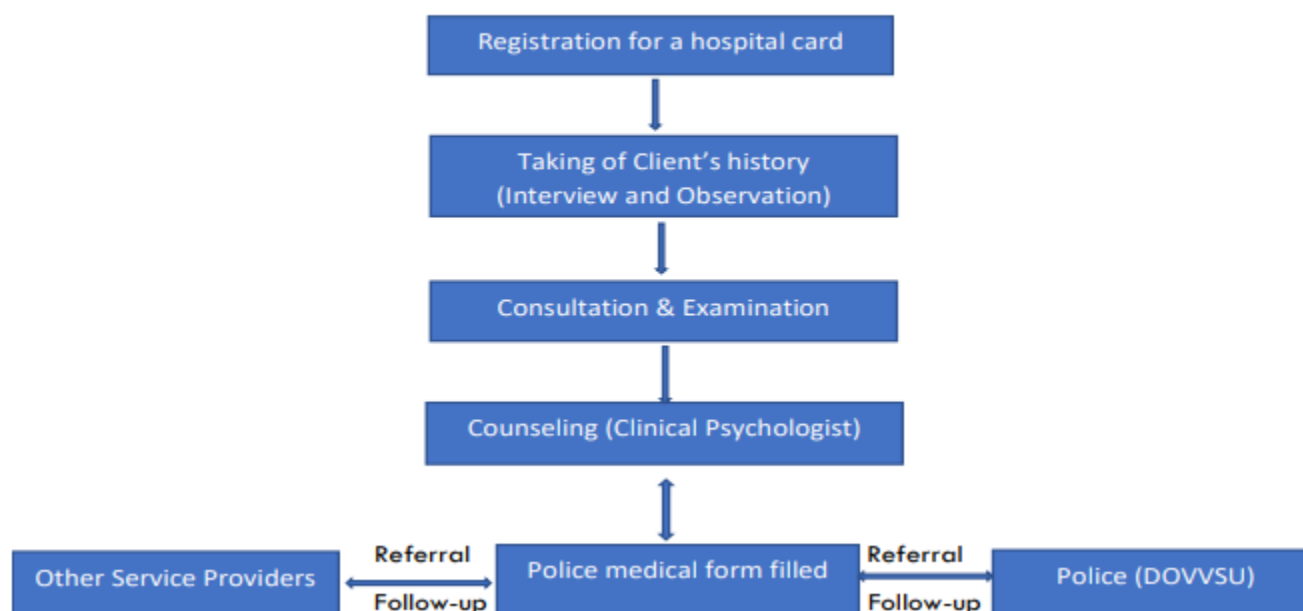 Registration for a hospital card
Taking of Client's history
(Interview and Observation)
Consultation & Examination
Counseling (Clinical Psychologist)
Other Service Providers
Referral
Follow-up
Police medical form filled
Referral
Follow-up
Police (DOVVSU)